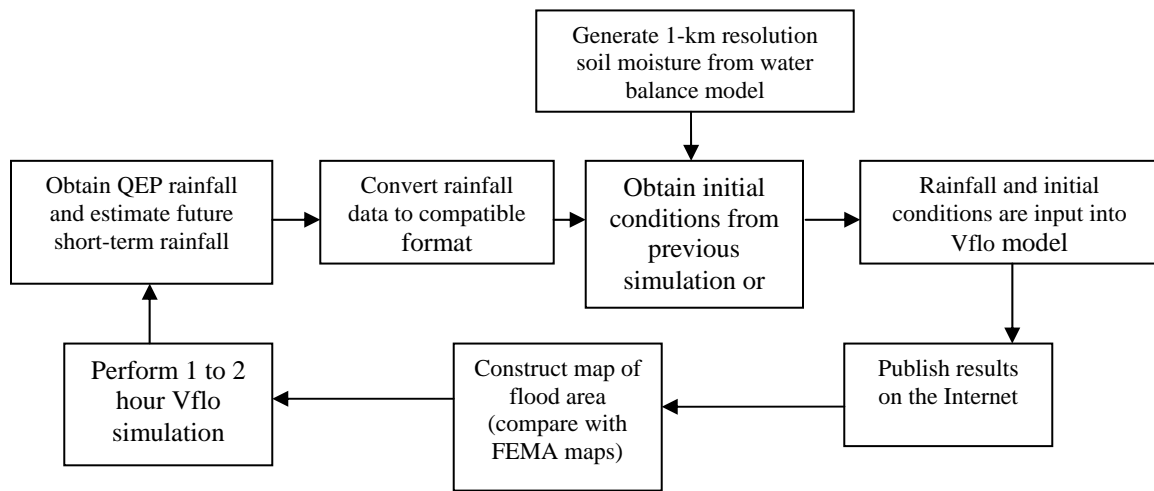 Generate 1-km resolution
soil moisture from water
balance model
Obtain QEP rainfall
and estimate future
short-term rainfall
Convert rainfall
data to compatible
format
Obtain initial
conditions from
previous
simulation or
Rainfall and initial
conditions are input into
Vflo model
Perform 1 to 2
hour Vflo
simulation
Construct map of
flood area
(compare with
FEMA maps)
Publish results
on the Internet